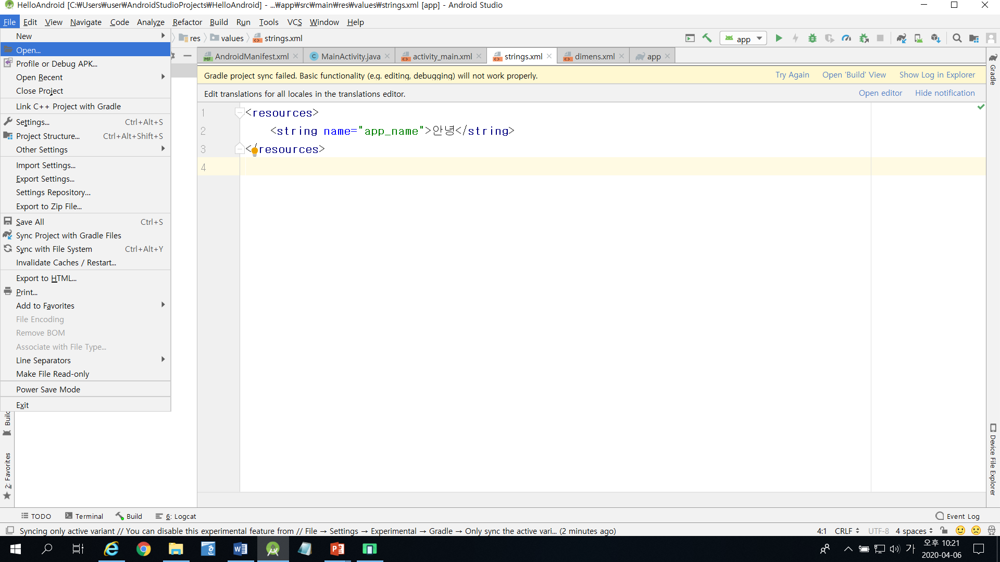 HelloAndroid [C:₩Users₩user₩AndroidStudioProjects₩HelloAndroid] - ...₩app₩src₩main₩res₩values₩strings.xml [app] - Android Studio
File Edit View Navigate Code Analyze Refactor Build Run Tools VCS Window Help
res values strings.xml app
New
Open...
Profile or Debug APK...
Open Recent
Close Project
Link C++ Project with Gradle
Settings... Ctrl+Alt+S
Project Structure... Ctrl+Alt+Shift+S
Other Settings
Import Settings...
Export Settings...
Settings Repository...
Export to Zip File...
Save All Ctrl+S
Sync Project with Gradle Files
Sync with File System Ctrl+Alt+Y
Invalidate Caches / Restart...
Export to HTML...
Print...
Add to Favorites
File Encoding
Remove BOM
Associate with File Type...
Line Separators
Make File Read-only
Power Save Mode
Exit
AndroidManifest.xml MainActivity.java activity_main.xml strings.xml dimens.xml app
Gradle project sync failed. Basic functionality (e.g. editing, debugging) will not work properly. Try Again Open 'Build' View Show Log in Explorer
Edit translations for all locales in the translations editor. Open editor Hide notification
1 <resources>
2 <string name="app_name">안녕</string>
3 </resources>
4
Gradle
Device File Explorer
Build
2: Favorites
TODO Terminal Build 6: Logcat Event Log
Syncing only active variant // You can disable this experimental feature from // File → Settings → Experimental → Gradle → Only sync the active vari... (2 minutes ago) 4:1 CRLF UTF-8 4 spaces
가 오후 10:21
2020-04-06